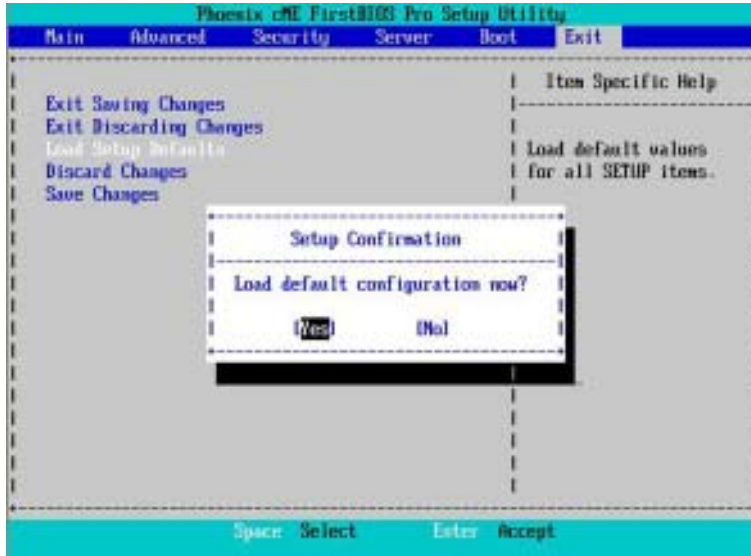 Phoenix cME FirstBIOS Pro Setup Utility
Main Advanced Security Server Boot Exit
Item Specific Help
Exit Saving Changes
Exit Discarding Changes
Load Setup Defaults
Discard Changes
Save Changes
Load default values
for all SETUP items.
Setup Confirmation
Load default configuration now?
[Yes] [No]
Space Select Enter Accept